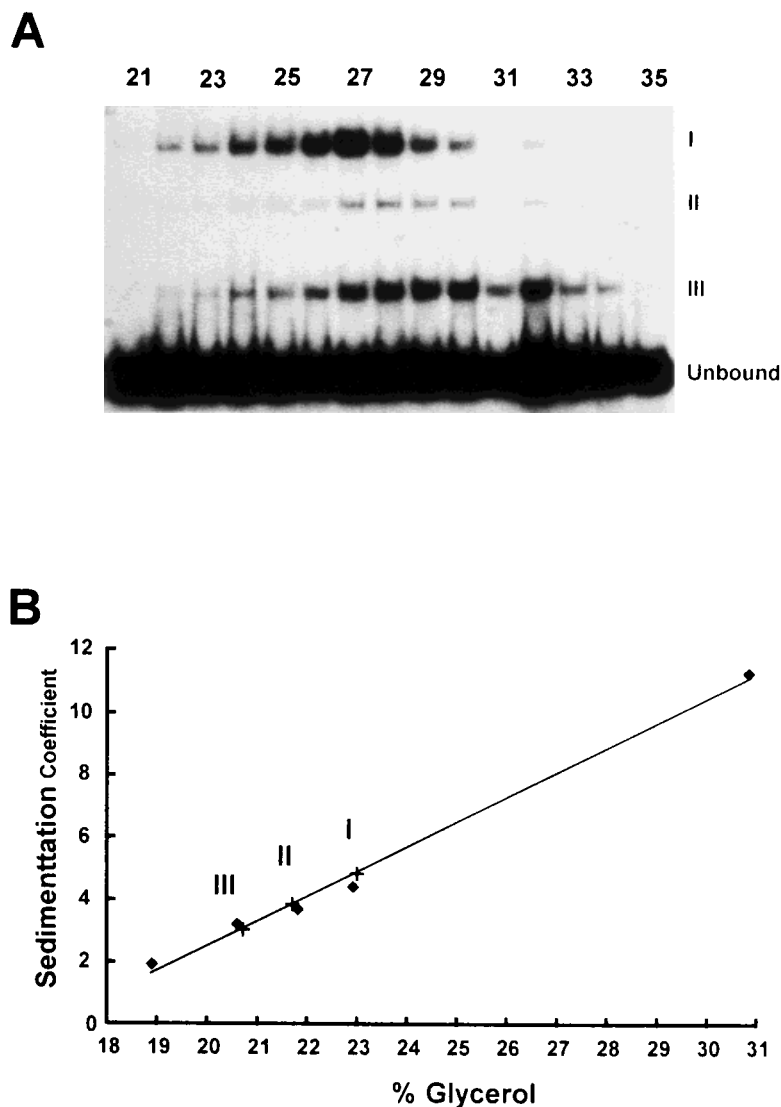 A
21 23 25 27 29 31 33 35
I
II
III
Unbound
B
Sedimenttation Coefficient
12
10
8
6
4
2
0
I
II
III
18 19 20 21 22 23 24 25 26 27 28 29 30 31
% Glycerol